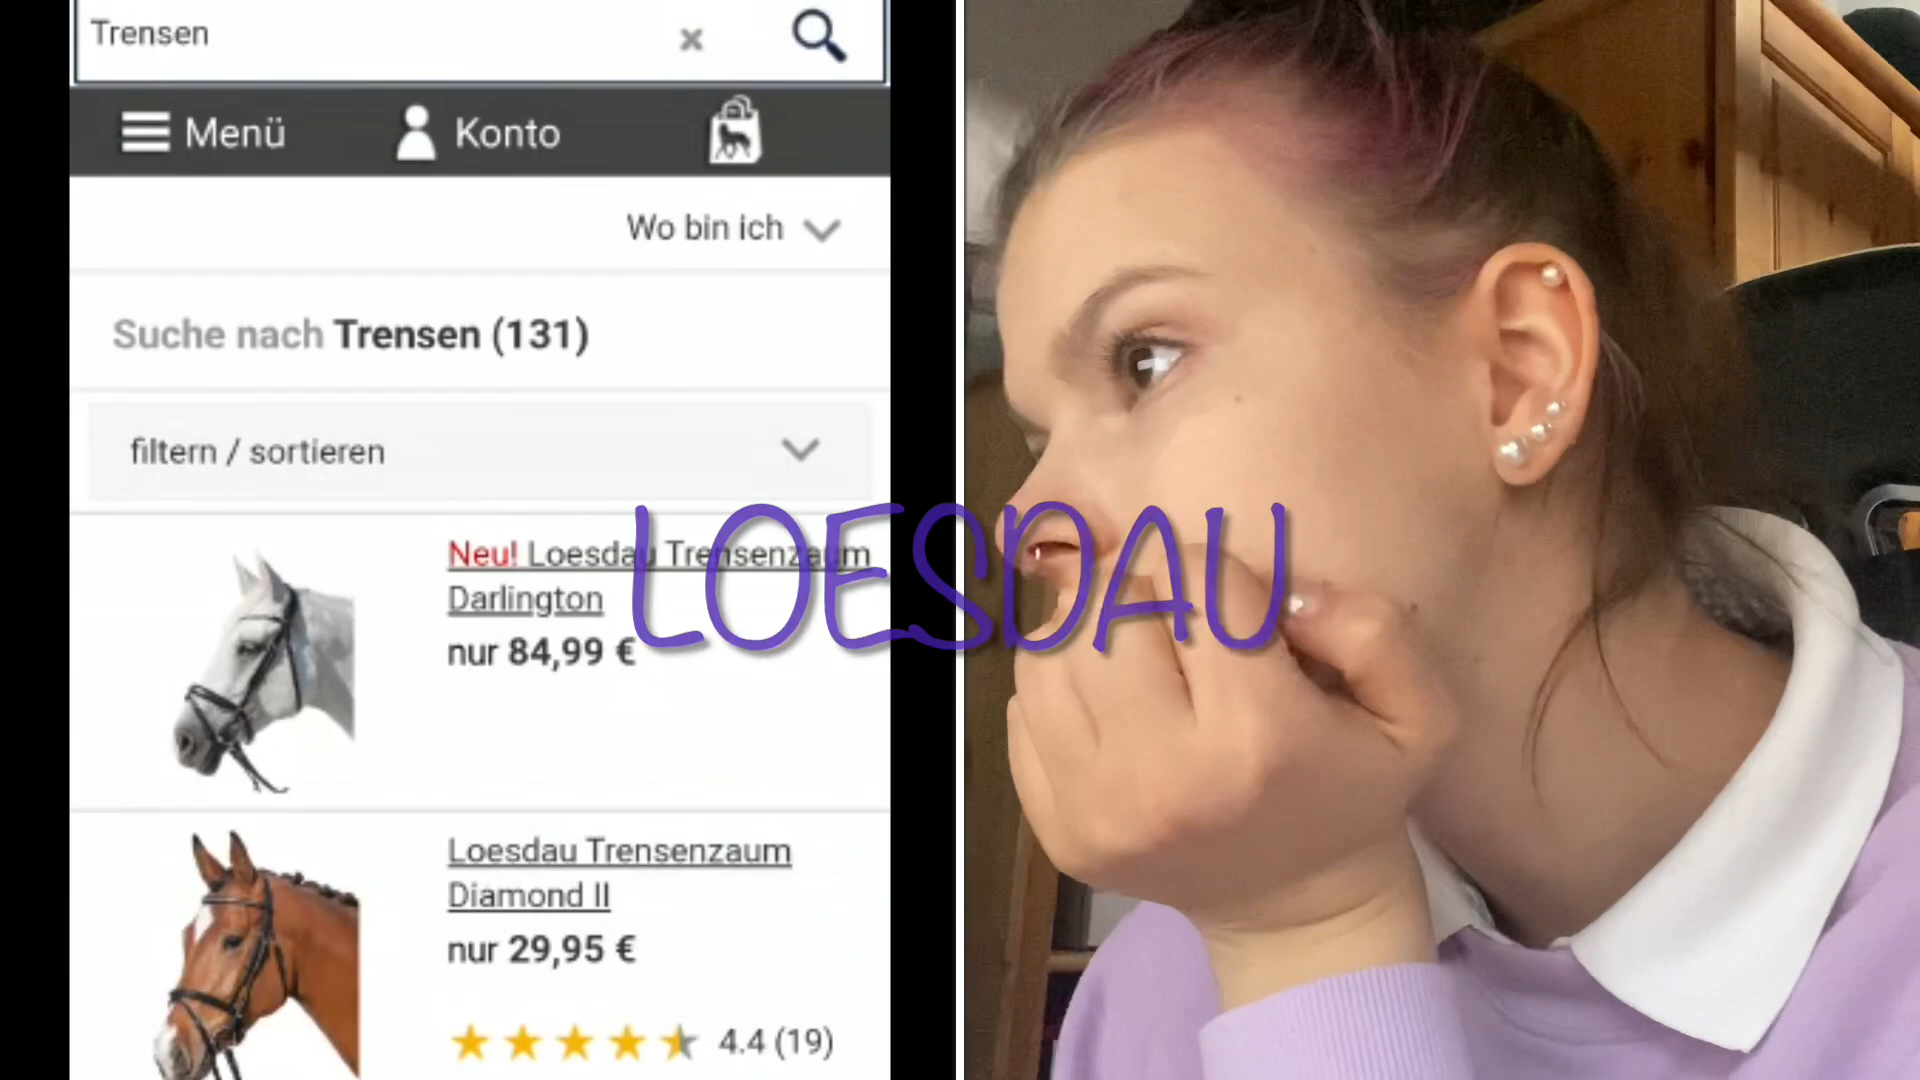 Trensen
Menü Konto
Wo bin ich
Suche nach Trensen (131)
filtern / sortieren
Neu! Loesdau Trensenzaum
Darlington
nur 84,99 €
LOESDAU
Loesdau Trensenzaum
Diamond II
nur 29,95 €
4.4 (19)